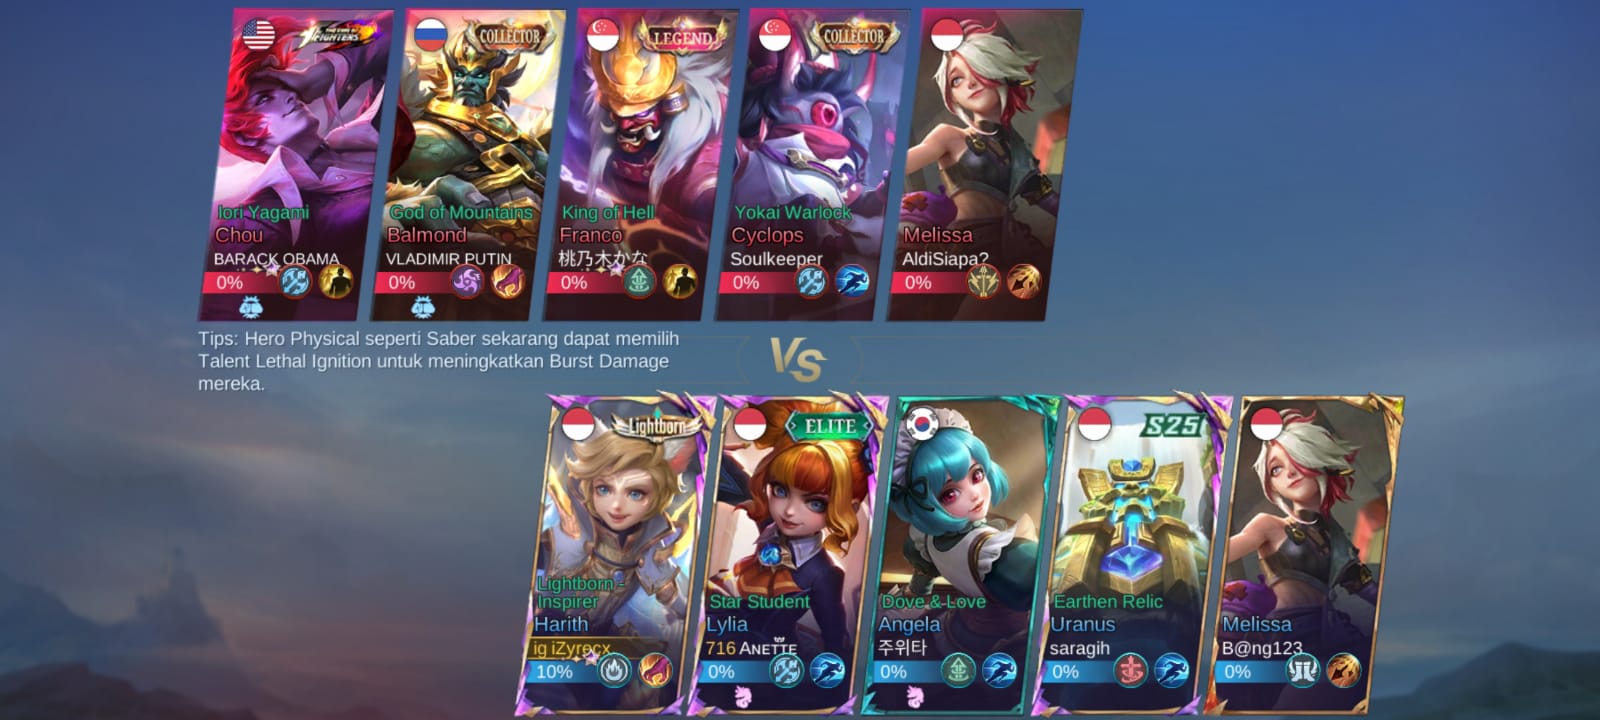 THE KING OF FIGHTERS
COLLECTOR
LEGEND
COLLECTOR
Iori Yagami
Chou
BARACK OBAMA
0%
God of Mountains
Balmond
VLADIMIR PUTIN
0%
King of Hell
Franco
桃乃木かな
0%
Yokai Warlock
Cyclops
Soulkeeper
0%
Melissa
AldiSiapa?
0%
Tips: Hero Physical seperti Saber sekarang dapat memilih
Talent Lethal Ignition untuk meningkatkan Burst Damage
mereka.
VS
Lightborn
ELITE
S25
Lightborn -
Inspirer
Harith
ig iZyrecx
10%
Star Student
Lylia
716 Aɴᴇᴛᴛᴇ
0%
Dove & Love
Angela
주위타
0%
Earthen Relic
Uranus
saragih
0%
Melissa
B@ng123
0%